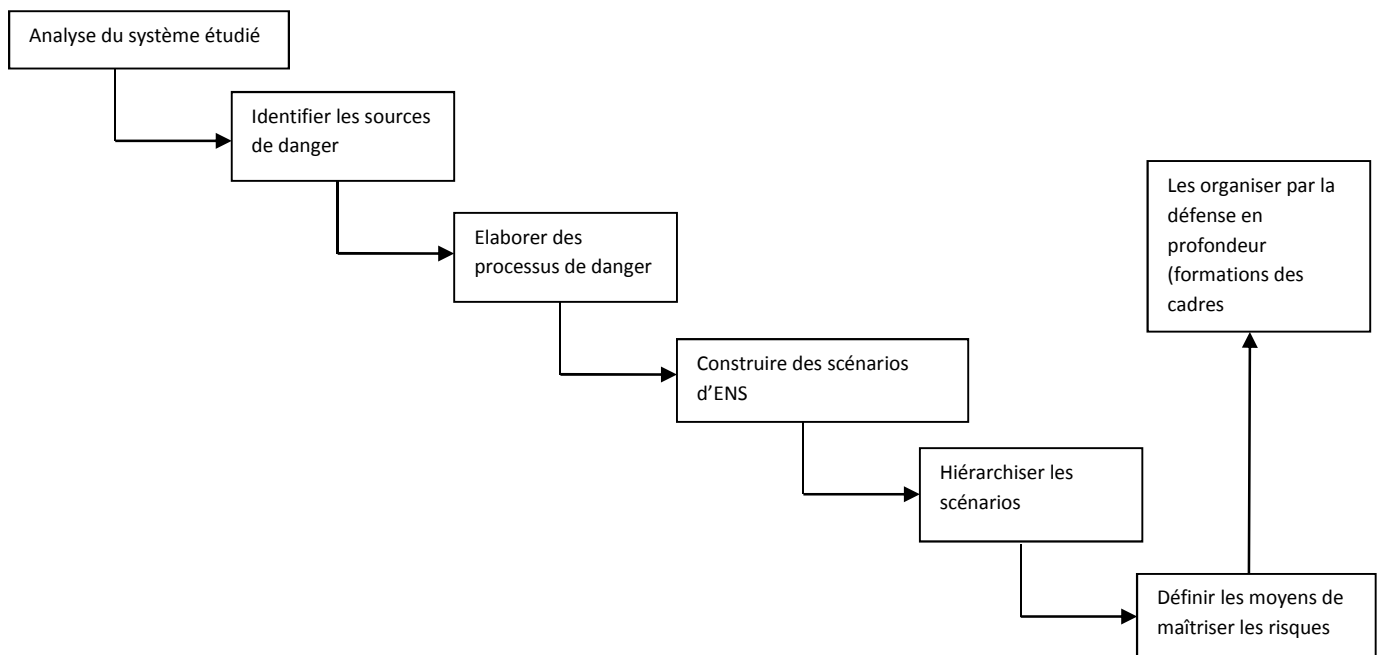 Analyse du système étudié
Identifier les sources
de danger
Elaborer des
processus de danger
Construire des scénarios
d'ENS
Hiérarchiser les
scénarios
Définir les moyens de
maîtriser les risques
Les organiser par la
défense en
profondeur
(formations des
cadres